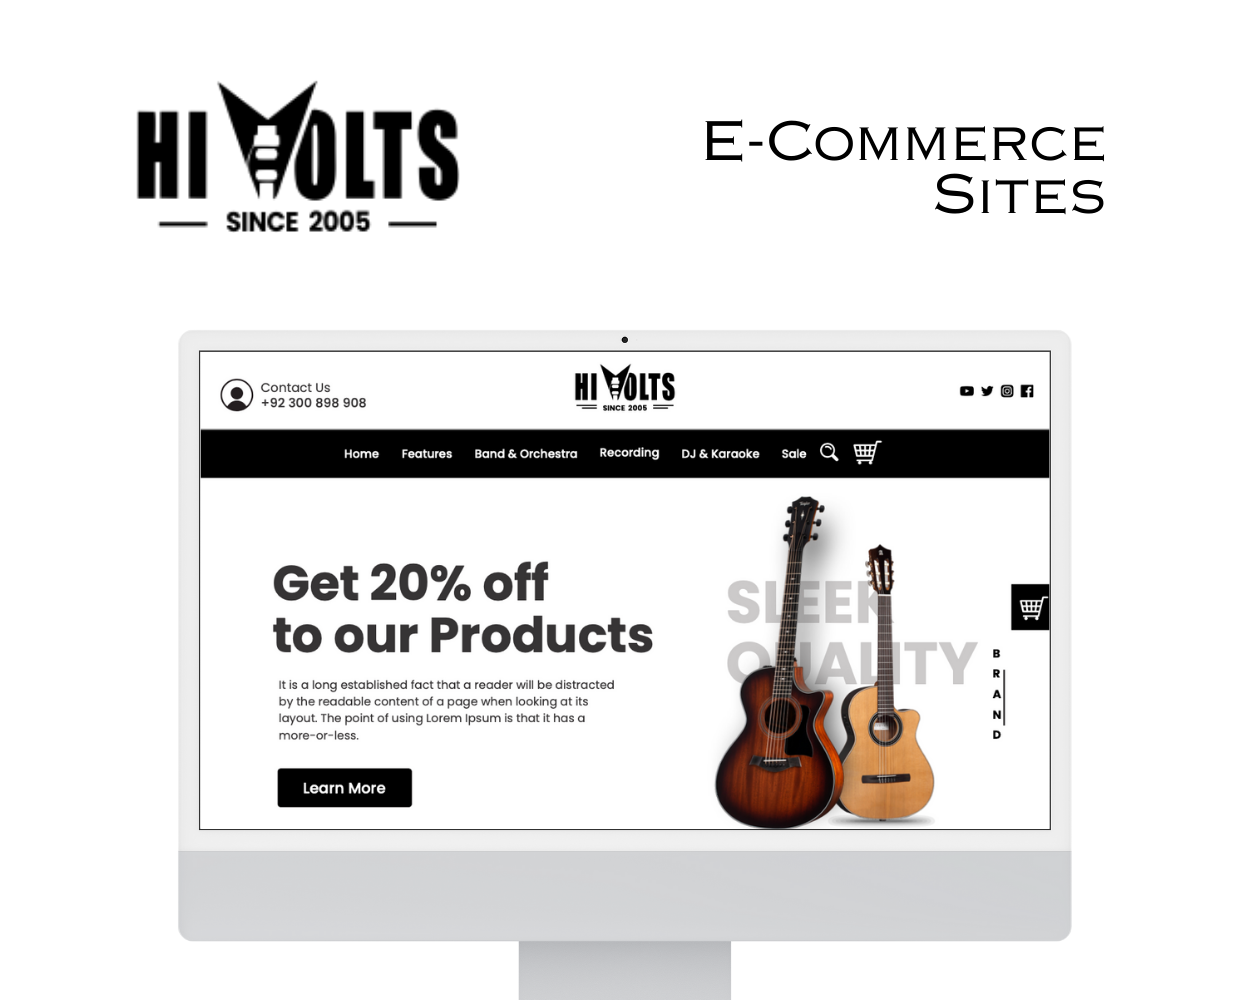 HI VOLTS
SINCE 2005
E-COMMERCE
SITES
Contact Us
+92 300 898 908
HI VOLTS
SINCE 2005
Home Features Band & Orchestra Recording DJ & Karaoke Sale
Get 20% off
to our Products
It is a long established fact that a reader will be distracted
by the readable content of a page when looking at its
layout. The point of using Lorem Ipsum is that it has a
more-or-less.
Learn More
SLEEK
QUALITY
BRAND